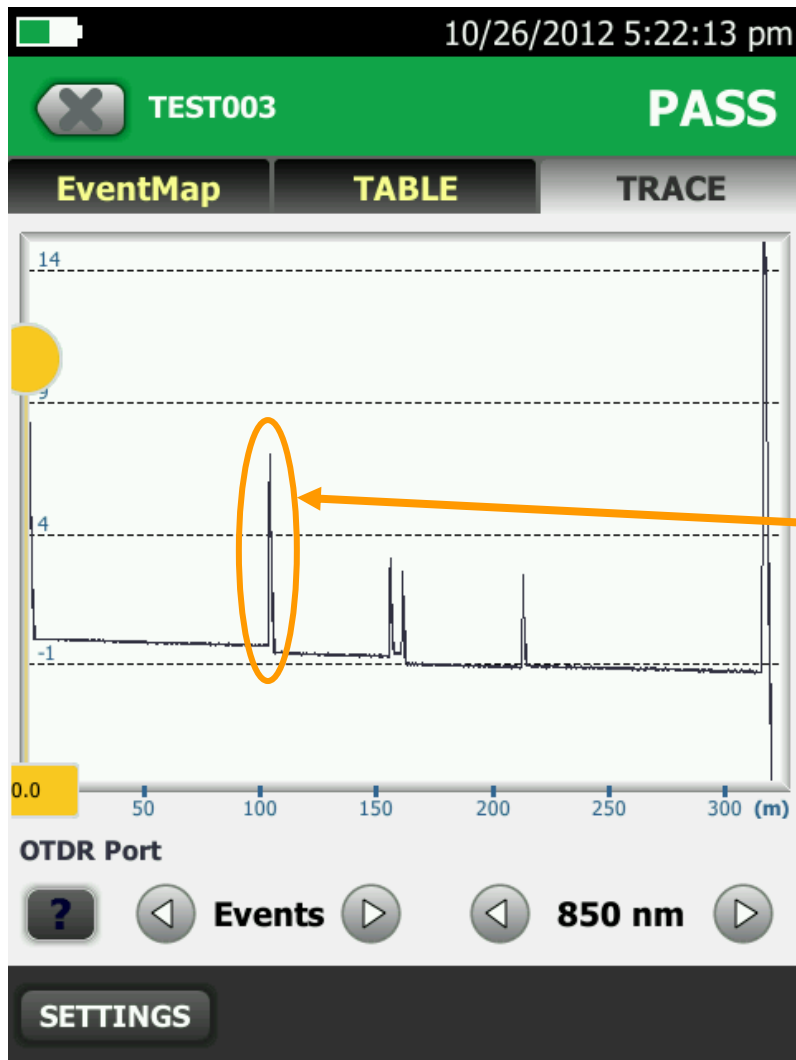 10/26/2012 5:22:13 pm
TEST003 PASS
EventMap TABLE TRACE
14
9
4
-1
0.0
50 100 150 200 250 300 (m)
OTDR Port
? Events 850 nm
SETTINGS